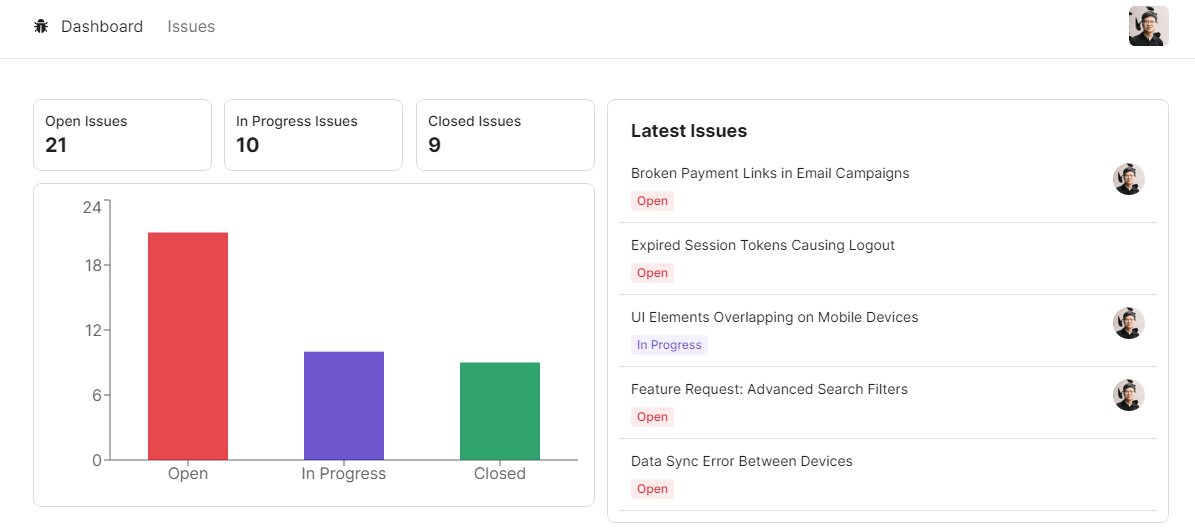 Dashboard Issues
Open Issues
21
In Progress Issues
10
Closed Issues
9
24
18
12
6
0
Open
In Progress
Closed
Latest Issues
Broken Payment Links in Email Campaigns
Open
Expired Session Tokens Causing Logout
Open
UI Elements Overlapping on Mobile Devices
In Progress
Feature Request: Advanced Search Filters
Open
Data Sync Error Between Devices
Open